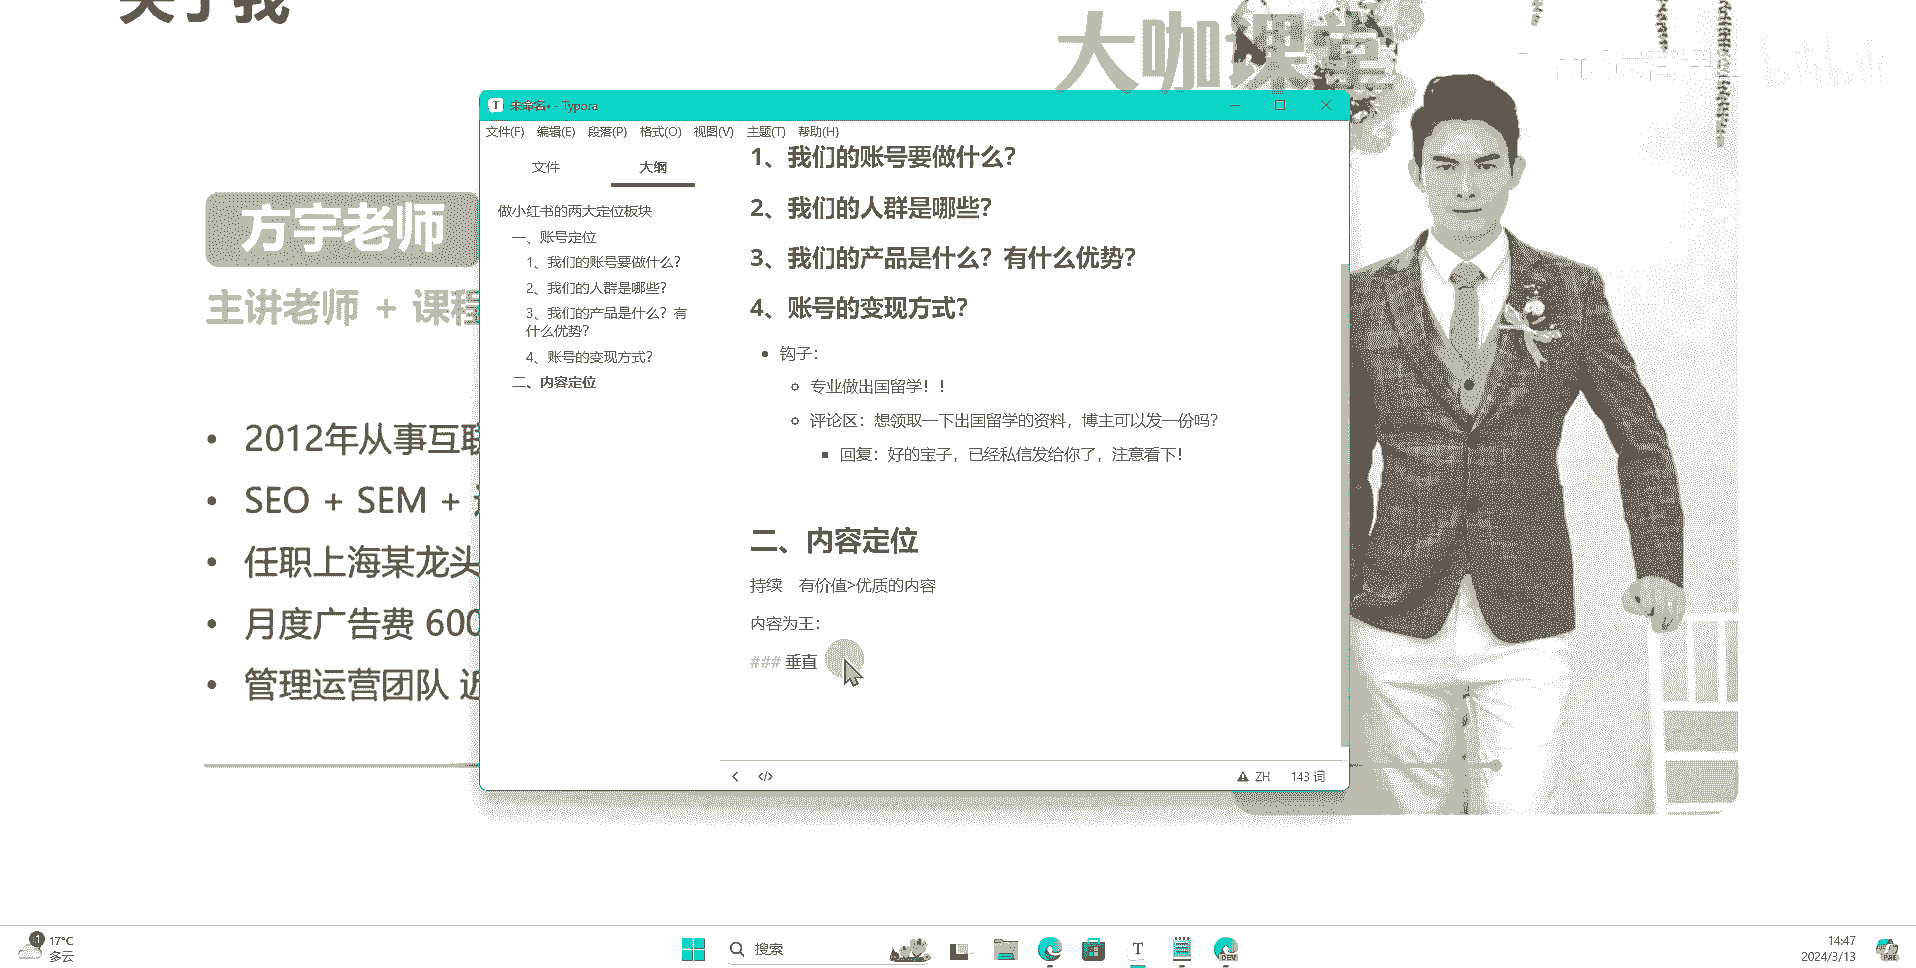 关于我
大咖课堂
bilibili
方宇老师
主讲老师 + 课程
• 2012年从事互联
• SEO + SEM +
• 任职上海某龙头
• 月度广告费 600
• 管理运营团队 近
T 未命名• - Typora
文件(F) 编辑(E) 段落(P) 格式(O) 视图(V) 主题(T) 帮助(H)
文件 大纲
做小红书的两大定位板块
一、账号定位
1、我们的账号要做什么？
2、我们的人群是哪些？
3、我们的产品是什么？有
什么优势？
4、账号的变现方式？
二、内容定位
1、我们的账号要做什么？
2、我们的人群是哪些？
3、我们的产品是什么？有什么优势？
4、账号的变现方式？
• 钩子：
专业做出国留学！！
评论区：想领取一下出国留学的资料，博主可以发一份吗？
回复：好的宝子，已经私信发给你了，注意看下！
二、内容定位
持续 有价值>优质的内容
内容为王：
### 垂直
</> ZH 143 词
1 17°C
多云
搜索
T
DEV
14:47
2024/3/13
PRE